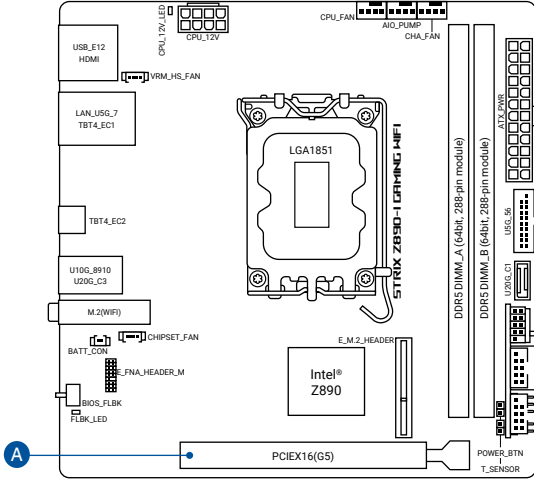 CPU_12V_LED
CPU_12V
CPU_FAN
AIO_PUMP
CHA_FAN
USB_E12
HDMI
VRM_HS_FAN
ATX_PWR
LAN_U5G_7
TBT4_EC1
LGA1851
STRIX Z890-I GAMING WIFI
DDR5 DIMM_A (64bit, 288-pin module)
DDR5 DIMM_B (64bit, 288-pin module)
U5G_56
TBT4_EC2
U10G_8910
U20G_C3
U20G_C1
M.2(WIFI)
CHIPSET_FAN
BATT_CON
E_M.2_HEADER
E_FNA_HEADER_M
Intel®
Z890
BIOS_FLBK
FLBK_LED
A
PCIEX16(G5)
POWER_BTN
T_SENSOR